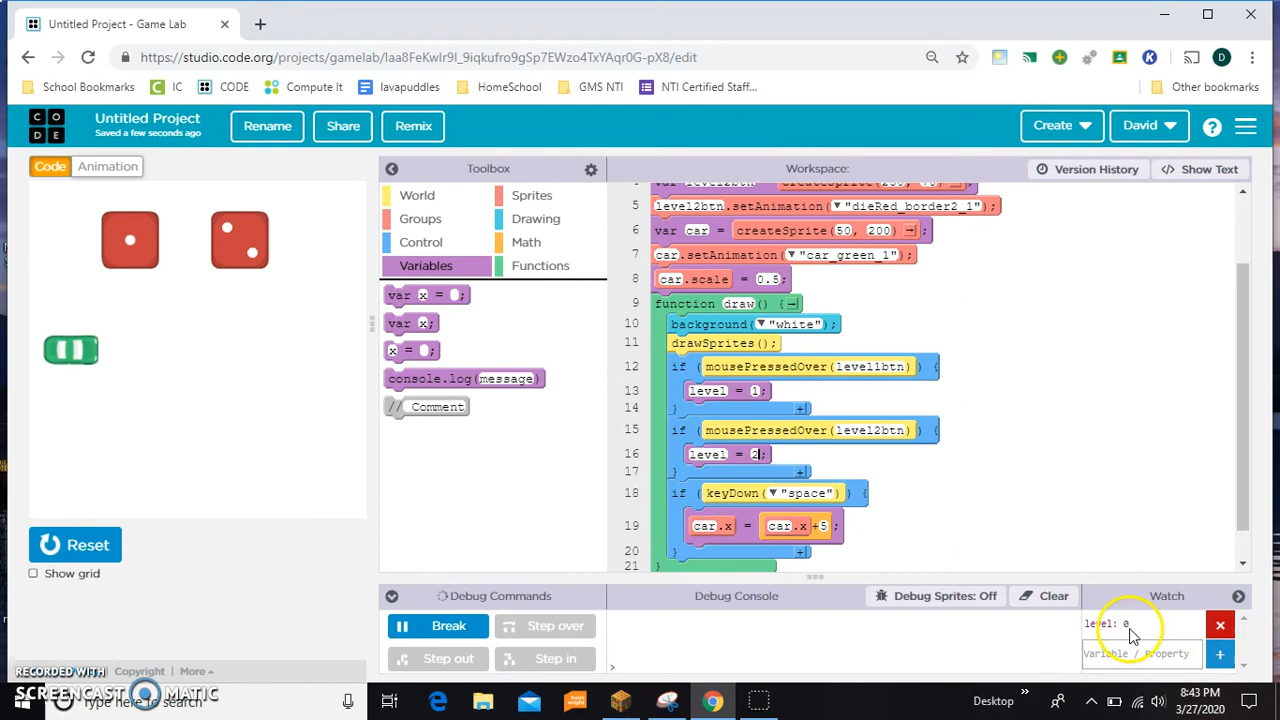 Untitled Project - Game Lab
https://studio.code.org/projects/gamelab/Iaa8EeKwIr9I_9iqkufro9gSp7EWzo4TxYAqr0G-pX8/edit
D
School Bookmarks
IC
CODE
Compute It
lavapuddles
HomeSchool
GMS NTI
NTI Certified Staff...
Other bookmarks
C O
D E
Untitled Project
Saved a few seconds ago
Rename
Share
Remix
Create
David
?
Code
Animation
Toolbox
Workspace:
Version History
</> Show Text
World
Sprites
Groups
Drawing
Control
Math
Variables
Functions
var x = ;
var x;
x = ;
console.log(message)
// Comment
5 level2btn.setAnimation("dieRed_border2_1");
6 var car = createSprite(50, 200);
7 car.setAnimation("car_green_1");
8 car.scale = 0.5;
9 function draw() {
10 background("white");
11 drawSprites();
12 if (mousePressedOver(level1btn)) {
13 level = 1;
14 }
15 if (mousePressedOver(level2btn)) {
16 level = 2;
17 }
18 if (keyDown("space")) {
19 car.x = car.x+5;
20 }
21 }
Reset
Show grid
Debug Commands
Debug Console
Debug Sprites: Off
Clear
Watch
Break
Step over
Step out
Step in
>
level: 0
Variable / Property
RECORDED WITH
SCREENCAST MATIC
Copyright
More
Type here to search
Desktop
8:43 PM
3/27/2020